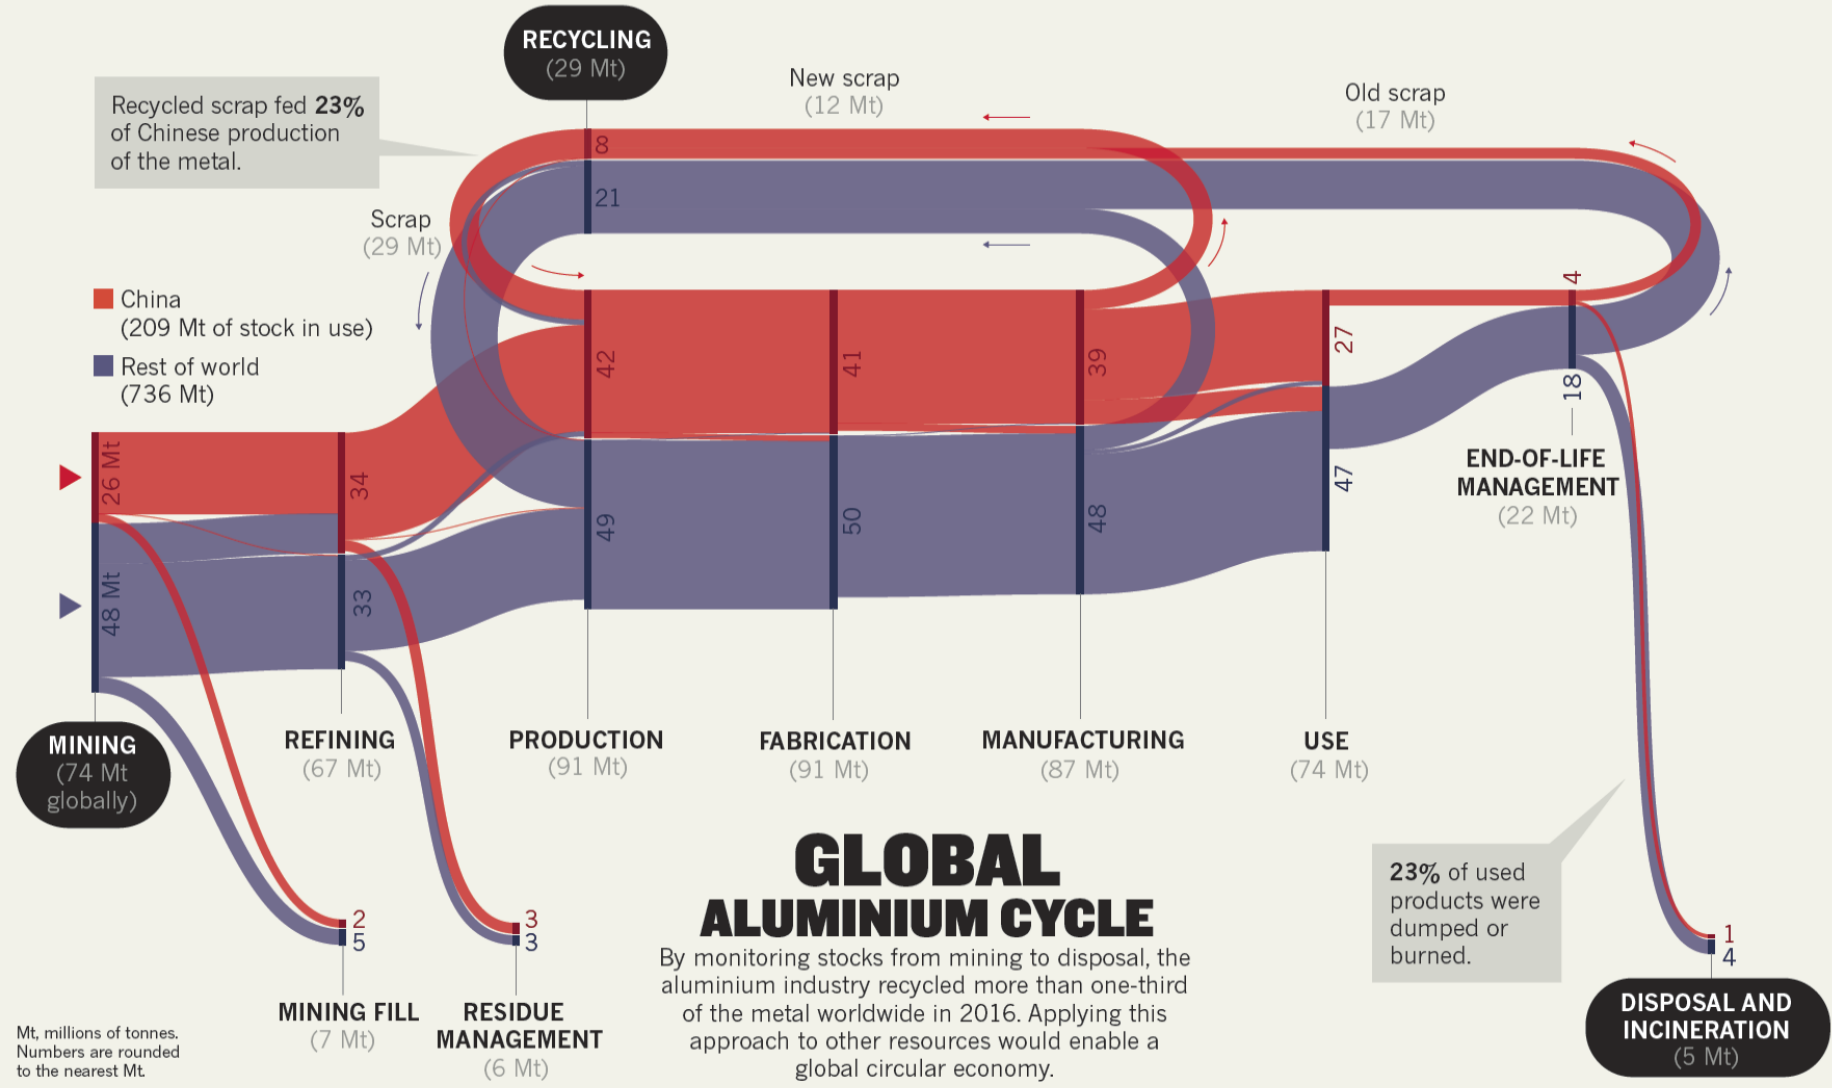 RECYCLING
(29 Mt)
Recycled scrap fed 23%
of Chinese production
of the metal.
New scrap
(12 Mt)
Old scrap
(17 Mt)
8
21
Scrap
(29 Mt)
China
(209 Mt of stock in use)
Rest of world
(736 Mt)
26 Mt
48 Mt
34
33
42
49
41
50
39
48
27
47
4
18
END-OF-LIFE
MANAGEMENT
(22 Mt)
MINING
(74 Mt
globally)
REFINING
(67 Mt)
PRODUCTION
(91 Mt)
FABRICATION
(91 Mt)
MANUFACTURING
(87 Mt)
USE
(74 Mt)
2
5
MINING FILL
(7 Mt)
3
3
RESIDUE
MANAGEMENT
(6 Mt)
GLOBAL
ALUMINIUM CYCLE
By monitoring stocks from mining to disposal, the
aluminium industry recycled more than one-third
of the metal worldwide in 2016. Applying this
approach to other resources would enable a
global circular economy.
23% of used
products were
dumped or
burned.
1
4
DISPOSAL AND
INCINERATION
(5 Mt)
Mt, millions of tonnes.
Numbers are rounded
to the nearest Mt.